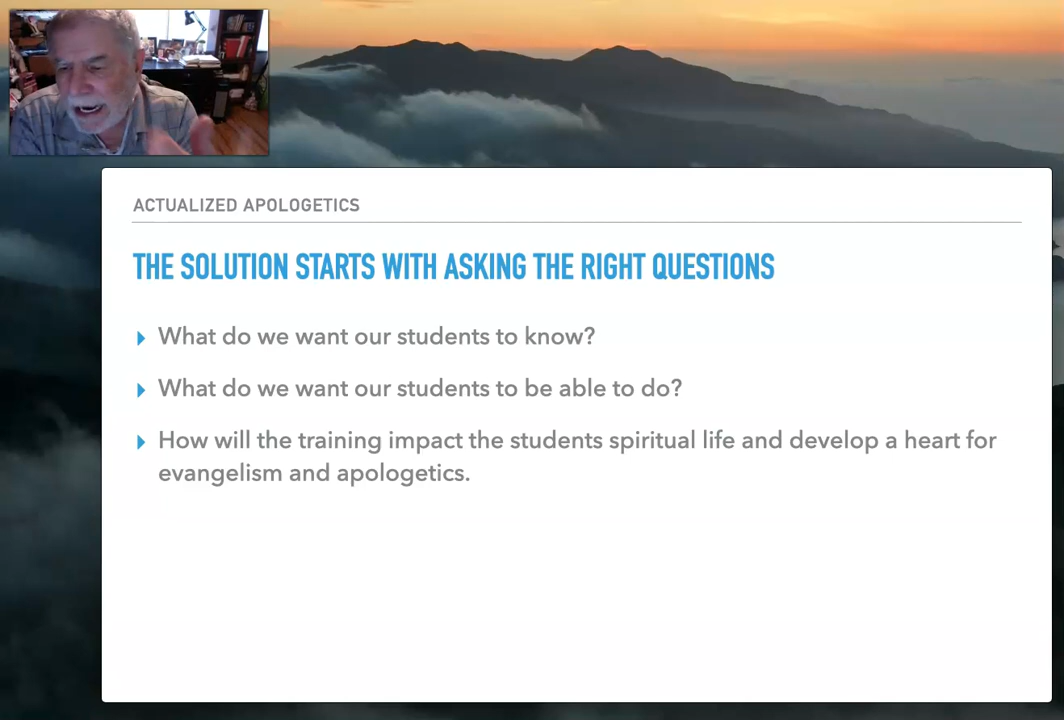 ACTUALIZED APOLOGETICS
THE SOLUTION STARTS WITH ASKING THE RIGHT QUESTIONS
What do we want our students to know?
What do we want our students to be able to do?
How will the training impact the students spiritual life and develop a heart for
evangelism and apologetics.